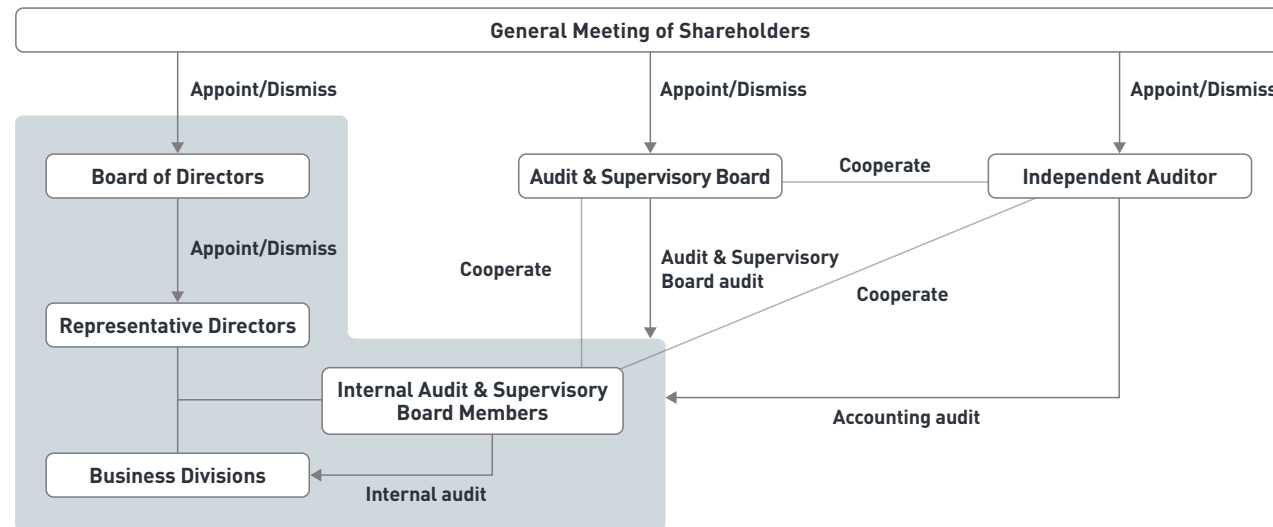 General Meeting of Shareholders
Appoint/Dismiss
Appoint/Dismiss
Appoint/Dismiss
Board of Directors
Audit & Supervisory Board
Cooperate
Independent Auditor
Appoint/Dismiss
Cooperate
Audit & Supervisory
Board audit
Cooperate
Representative Directors
Internal Audit & Supervisory
Board Members
Accounting audit
Business Divisions
Internal audit